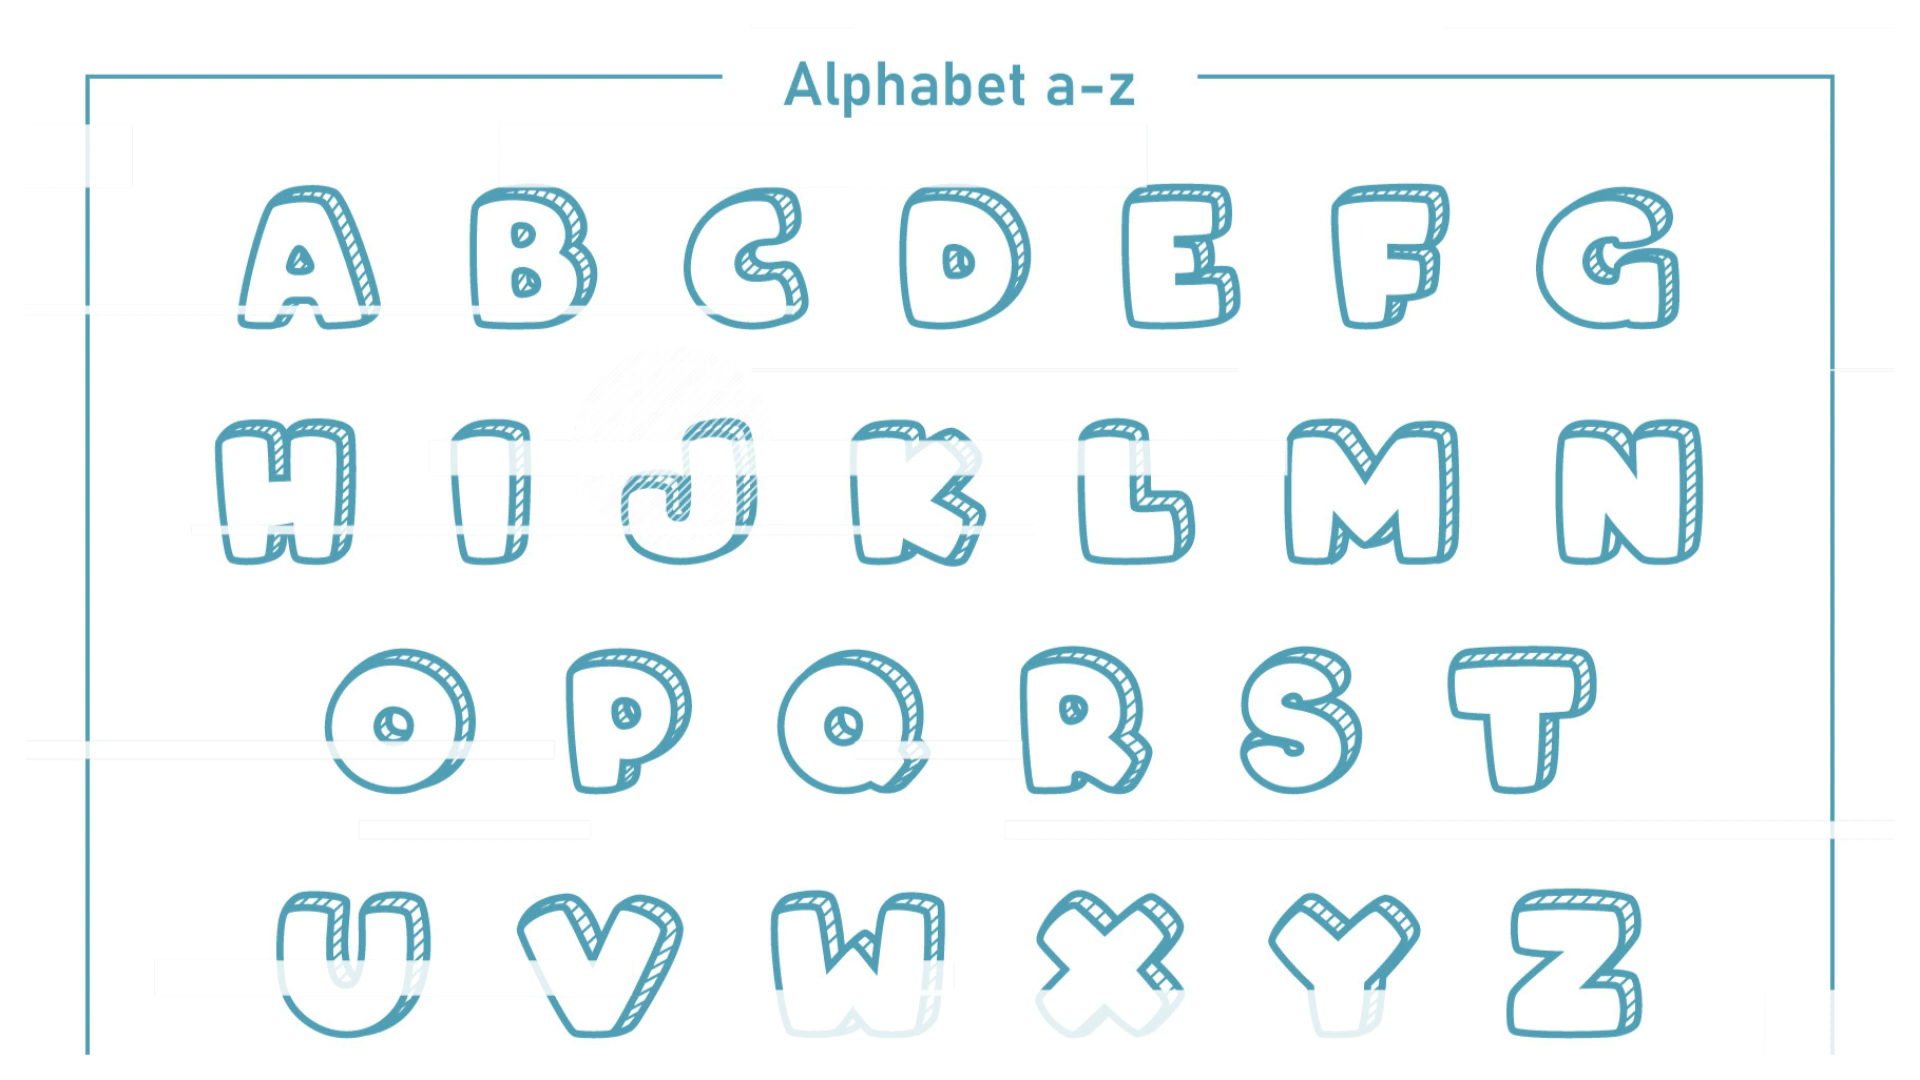 Alphabet a-z
A B C D E F G
H I J K L M N
O P Q R S T
U V W X Y Z